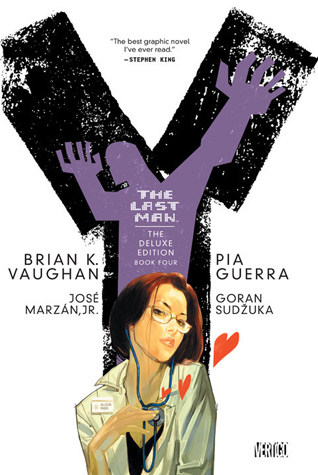 "The best graphic novel
I've ever read."
—STEPHEN KING
Y
THE
LAST
MAN
THE
DELUXE
EDITION
BOOK FOUR
BRIAN K.
VAUGHAN
PIA
GUERRA
JOSÉ
MARZÁN, JR.
GORAN
SUDŽUKA
VERTIGO